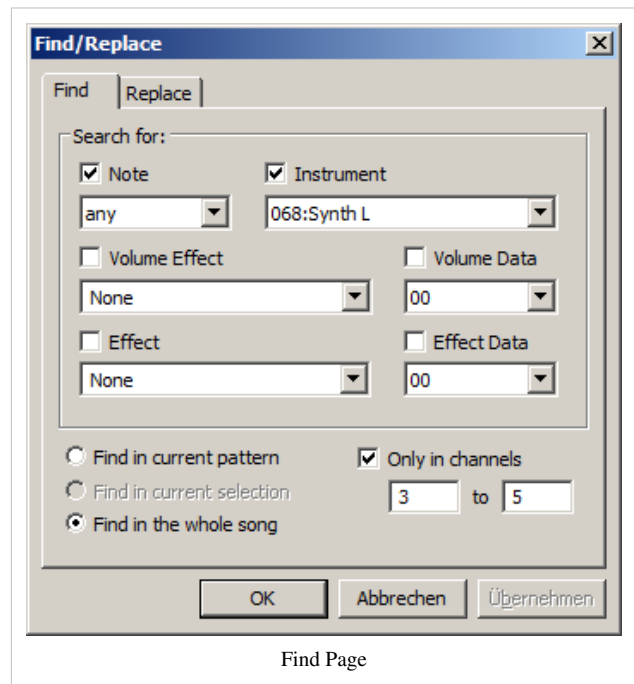 Find/Replace
Find Replace
Search for:
Note Instrument
any 068:Synth L
Volume Effect Volume Data
None 00
Effect Effect Data
None 00
Find in current pattern Only in channels
Find in current selection 3 to 5
Find in the whole song
OK Abbrechen Übernehmen
Find Page